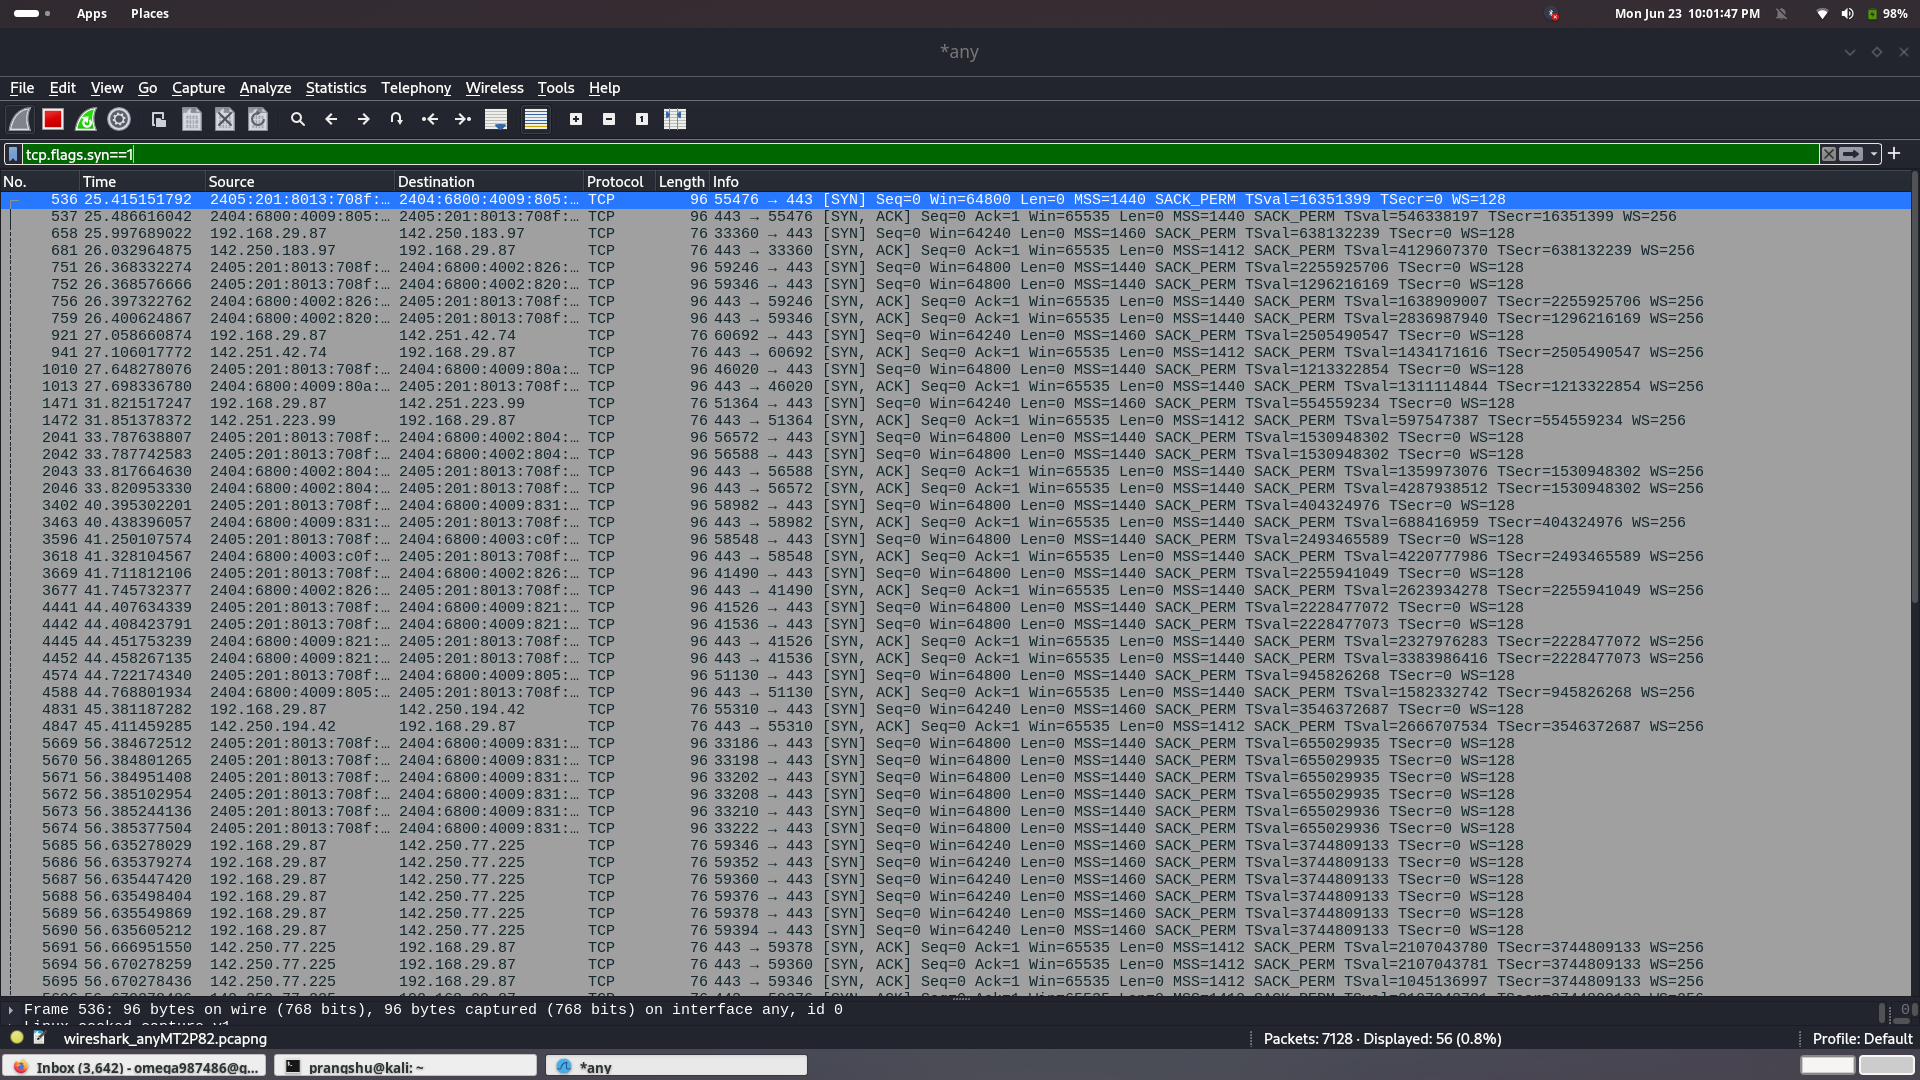 Apps Places Mon Jun 23 10:01:47 PM 98%
*any
File Edit View Go Capture Analyze Statistics Telephony Wireless Tools Help
tcp.flags.syn==1
No. Time Source Destination Protocol Length Info
536 25.415151792 2405:201:8013:708f:… 2404:6800:4009:805:… TCP 96 55476 → 443 [SYN] Seq=0 Win=64800 Len=0 MSS=1440 SACK_PERM TSval=16351399 TSecr=0 WS=128
537 25.486616042 2404:6800:4009:805:… 2405:201:8013:708f:… TCP 96 443 → 55476 [SYN, ACK] Seq=0 Ack=1 Win=65535 Len=0 MSS=1440 SACK_PERM TSval=546338197 TSecr=16351399 WS=256
658 25.997689022 192.168.29.87 142.250.183.97 TCP 76 33360 → 443 [SYN] Seq=0 Win=64240 Len=0 MSS=1460 SACK_PERM TSval=638132239 TSecr=0 WS=128
681 26.032964875 142.250.183.97 192.168.29.87 TCP 76 443 → 33360 [SYN, ACK] Seq=0 Ack=1 Win=65535 Len=0 MSS=1412 SACK_PERM TSval=4129607370 TSecr=638132239 WS=256
751 26.368332274 2405:201:8013:708f:… 2404:6800:4002:826:… TCP 96 59246 → 443 [SYN] Seq=0 Win=64800 Len=0 MSS=1440 SACK_PERM TSval=2255925706 TSecr=0 WS=128
752 26.368576666 2405:201:8013:708f:… 2404:6800:4002:820:… TCP 96 59346 → 443 [SYN] Seq=0 Win=64800 Len=0 MSS=1440 SACK_PERM TSval=1296216169 TSecr=0 WS=128
756 26.397322762 2404:6800:4002:826:… 2405:201:8013:708f:… TCP 96 443 → 59246 [SYN, ACK] Seq=0 Ack=1 Win=65535 Len=0 MSS=1440 SACK_PERM TSval=1638909007 TSecr=2255925706 WS=256
759 26.400624867 2404:6800:4002:820:… 2405:201:8013:708f:… TCP 96 443 → 59346 [SYN, ACK] Seq=0 Ack=1 Win=65535 Len=0 MSS=1440 SACK_PERM TSval=2836987940 TSecr=1296216169 WS=256
921 27.058660874 192.168.29.87 142.251.42.74 TCP 76 60692 → 443 [SYN] Seq=0 Win=64240 Len=0 MSS=1460 SACK_PERM TSval=2505490547 TSecr=0 WS=128
941 27.106017772 142.251.42.74 192.168.29.87 TCP 76 443 → 60692 [SYN, ACK] Seq=0 Ack=1 Win=65535 Len=0 MSS=1412 SACK_PERM TSval=1434171616 TSecr=2505490547 WS=256
1010 27.648278076 2405:201:8013:708f:… 2404:6800:4009:80a:… TCP 96 46020 → 443 [SYN] Seq=0 Win=64800 Len=0 MSS=1440 SACK_PERM TSval=1213322854 TSecr=0 WS=128
1013 27.698336780 2404:6800:4009:80a:… 2405:201:8013:708f:… TCP 96 443 → 46020 [SYN, ACK] Seq=0 Ack=1 Win=65535 Len=0 MSS=1440 SACK_PERM TSval=1311114844 TSecr=1213322854 WS=256
1471 31.821517247 192.168.29.87 142.251.223.99 TCP 76 51364 → 443 [SYN] Seq=0 Win=64240 Len=0 MSS=1460 SACK_PERM TSval=554559234 TSecr=0 WS=128
1472 31.851378372 142.251.223.99 192.168.29.87 TCP 76 443 → 51364 [SYN, ACK] Seq=0 Ack=1 Win=65535 Len=0 MSS=1412 SACK_PERM TSval=597547387 TSecr=554559234 WS=256
2041 33.787638807 2405:201:8013:708f:… 2404:6800:4002:804:… TCP 96 56572 → 443 [SYN] Seq=0 Win=64800 Len=0 MSS=1440 SACK_PERM TSval=1530948302 TSecr=0 WS=128
2042 33.787742583 2405:201:8013:708f:… 2404:6800:4002:804:… TCP 96 56588 → 443 [SYN] Seq=0 Win=64800 Len=0 MSS=1440 SACK_PERM TSval=1530948302 TSecr=0 WS=128
2043 33.817664630 2404:6800:4002:804:… 2405:201:8013:708f:… TCP 96 443 → 56588 [SYN, ACK] Seq=0 Ack=1 Win=65535 Len=0 MSS=1440 SACK_PERM TSval=1359973076 TSecr=1530948302 WS=256
2046 33.820953330 2404:6800:4002:804:… 2405:201:8013:708f:… TCP 96 443 → 56572 [SYN, ACK] Seq=0 Ack=1 Win=65535 Len=0 MSS=1440 SACK_PERM TSval=4287938512 TSecr=1530948302 WS=256
3402 40.395302201 2405:201:8013:708f:… 2404:6800:4009:831:… TCP 96 58982 → 443 [SYN] Seq=0 Win=64800 Len=0 MSS=1440 SACK_PERM TSval=404324976 TSecr=0 WS=128
3463 40.438396057 2404:6800:4009:831:… 2405:201:8013:708f:… TCP 96 443 → 58982 [SYN, ACK] Seq=0 Ack=1 Win=65535 Len=0 MSS=1440 SACK_PERM TSval=688416959 TSecr=404324976 WS=256
3596 41.250107574 2405:201:8013:708f:… 2404:6800:4003:c0f:… TCP 96 58548 → 443 [SYN] Seq=0 Win=64800 Len=0 MSS=1440 SACK_PERM TSval=2493465589 TSecr=0 WS=128
3618 41.328104567 2404:6800:4003:c0f:… 2405:201:8013:708f:… TCP 96 443 → 58548 [SYN, ACK] Seq=0 Ack=1 Win=65535 Len=0 MSS=1440 SACK_PERM TSval=4220777986 TSecr=2493465589 WS=256
3669 41.711812106 2405:201:8013:708f:… 2404:6800:4002:826:… TCP 96 41490 → 443 [SYN] Seq=0 Win=64800 Len=0 MSS=1440 SACK_PERM TSval=2255941049 TSecr=0 WS=128
3677 41.745732377 2404:6800:4002:826:… 2405:201:8013:708f:… TCP 96 443 → 41490 [SYN, ACK] Seq=0 Ack=1 Win=65535 Len=0 MSS=1440 SACK_PERM TSval=2623934278 TSecr=2255941049 WS=256
4441 44.407634339 2405:201:8013:708f:… 2404:6800:4009:821:… TCP 96 41526 → 443 [SYN] Seq=0 Win=64800 Len=0 MSS=1440 SACK_PERM TSval=2228477072 TSecr=0 WS=128
4442 44.408423791 2405:201:8013:708f:… 2404:6800:4009:821:… TCP 96 41536 → 443 [SYN] Seq=0 Win=64800 Len=0 MSS=1440 SACK_PERM TSval=2228477073 TSecr=0 WS=128
4445 44.451753239 2404:6800:4009:821:… 2405:201:8013:708f:… TCP 96 443 → 41526 [SYN, ACK] Seq=0 Ack=1 Win=65535 Len=0 MSS=1440 SACK_PERM TSval=2327976283 TSecr=2228477072 WS=256
4452 44.458267135 2404:6800:4009:821:… 2405:201:8013:708f:… TCP 96 443 → 41536 [SYN, ACK] Seq=0 Ack=1 Win=65535 Len=0 MSS=1440 SACK_PERM TSval=3383986416 TSecr=2228477073 WS=256
4574 44.722174340 2405:201:8013:708f:… 2404:6800:4009:805:… TCP 96 51130 → 443 [SYN] Seq=0 Win=64800 Len=0 MSS=1440 SACK_PERM TSval=945826268 TSecr=0 WS=128
4588 44.768801934 2404:6800:4009:805:… 2405:201:8013:708f:… TCP 96 443 → 51130 [SYN, ACK] Seq=0 Ack=1 Win=65535 Len=0 MSS=1440 SACK_PERM TSval=1582332742 TSecr=945826268 WS=256
4831 45.381187282 192.168.29.87 142.250.194.42 TCP 76 55310 → 443 [SYN] Seq=0 Win=64240 Len=0 MSS=1460 SACK_PERM TSval=3546372687 TSecr=0 WS=128
4847 45.411459285 142.250.194.42 192.168.29.87 TCP 76 443 → 55310 [SYN, ACK] Seq=0 Ack=1 Win=65535 Len=0 MSS=1412 SACK_PERM TSval=2666707534 TSecr=3546372687 WS=256
5669 56.384672512 2405:201:8013:708f:… 2404:6800:4009:831:… TCP 96 33186 → 443 [SYN] Seq=0 Win=64800 Len=0 MSS=1440 SACK_PERM TSval=655029935 TSecr=0 WS=128
5670 56.384801265 2405:201:8013:708f:… 2404:6800:4009:831:… TCP 96 33198 → 443 [SYN] Seq=0 Win=64800 Len=0 MSS=1440 SACK_PERM TSval=655029935 TSecr=0 WS=128
5671 56.384951408 2405:201:8013:708f:… 2404:6800:4009:831:… TCP 96 33202 → 443 [SYN] Seq=0 Win=64800 Len=0 MSS=1440 SACK_PERM TSval=655029935 TSecr=0 WS=128
5672 56.385102954 2405:201:8013:708f:… 2404:6800:4009:831:… TCP 96 33208 → 443 [SYN] Seq=0 Win=64800 Len=0 MSS=1440 SACK_PERM TSval=655029935 TSecr=0 WS=128
5673 56.385244136 2405:201:8013:708f:… 2404:6800:4009:831:… TCP 96 33210 → 443 [SYN] Seq=0 Win=64800 Len=0 MSS=1440 SACK_PERM TSval=655029936 TSecr=0 WS=128
5674 56.385377504 2405:201:8013:708f:… 2404:6800:4009:831:… TCP 96 33222 → 443 [SYN] Seq=0 Win=64800 Len=0 MSS=1440 SACK_PERM TSval=655029936 TSecr=0 WS=128
5685 56.635278029 192.168.29.87 142.250.77.225 TCP 76 59346 → 443 [SYN] Seq=0 Win=64240 Len=0 MSS=1460 SACK_PERM TSval=3744809133 TSecr=0 WS=128
5686 56.635379274 192.168.29.87 142.250.77.225 TCP 76 59352 → 443 [SYN] Seq=0 Win=64240 Len=0 MSS=1460 SACK_PERM TSval=3744809133 TSecr=0 WS=128
5687 56.635447420 192.168.29.87 142.250.77.225 TCP 76 59360 → 443 [SYN] Seq=0 Win=64240 Len=0 MSS=1460 SACK_PERM TSval=3744809133 TSecr=0 WS=128
5688 56.635498404 192.168.29.87 142.250.77.225 TCP 76 59376 → 443 [SYN] Seq=0 Win=64240 Len=0 MSS=1460 SACK_PERM TSval=3744809133 TSecr=0 WS=128
5689 56.635549869 192.168.29.87 142.250.77.225 TCP 76 59378 → 443 [SYN] Seq=0 Win=64240 Len=0 MSS=1460 SACK_PERM TSval=3744809133 TSecr=0 WS=128
5690 56.635605212 192.168.29.87 142.250.77.225 TCP 76 59394 → 443 [SYN] Seq=0 Win=64240 Len=0 MSS=1460 SACK_PERM TSval=3744809133 TSecr=0 WS=128
5691 56.666951550 142.250.77.225 192.168.29.87 TCP 76 443 → 59378 [SYN, ACK] Seq=0 Ack=1 Win=65535 Len=0 MSS=1412 SACK_PERM TSval=2107043780 TSecr=3744809133 WS=256
5694 56.670278259 142.250.77.225 192.168.29.87 TCP 76 443 → 59360 [SYN, ACK] Seq=0 Ack=1 Win=65535 Len=0 MSS=1412 SACK_PERM TSval=2107043781 TSecr=3744809133 WS=256
5695 56.670278436 142.250.77.225 192.168.29.87 TCP 76 443 → 59346 [SYN, ACK] Seq=0 Ack=1 Win=65535 Len=0 MSS=1412 SACK_PERM TSval=1045136997 TSecr=3744809133 WS=256
Frame 536: 96 bytes on wire (768 bits), 96 bytes captured (768 bits) on interface any, id 0
wireshark_anyMT2P82.pcapng Packets: 7128 · Displayed: 56 (0.8%) Profile: Default
Inbox (3,642) - omega987486@g... prangshu@kali: ~ *any